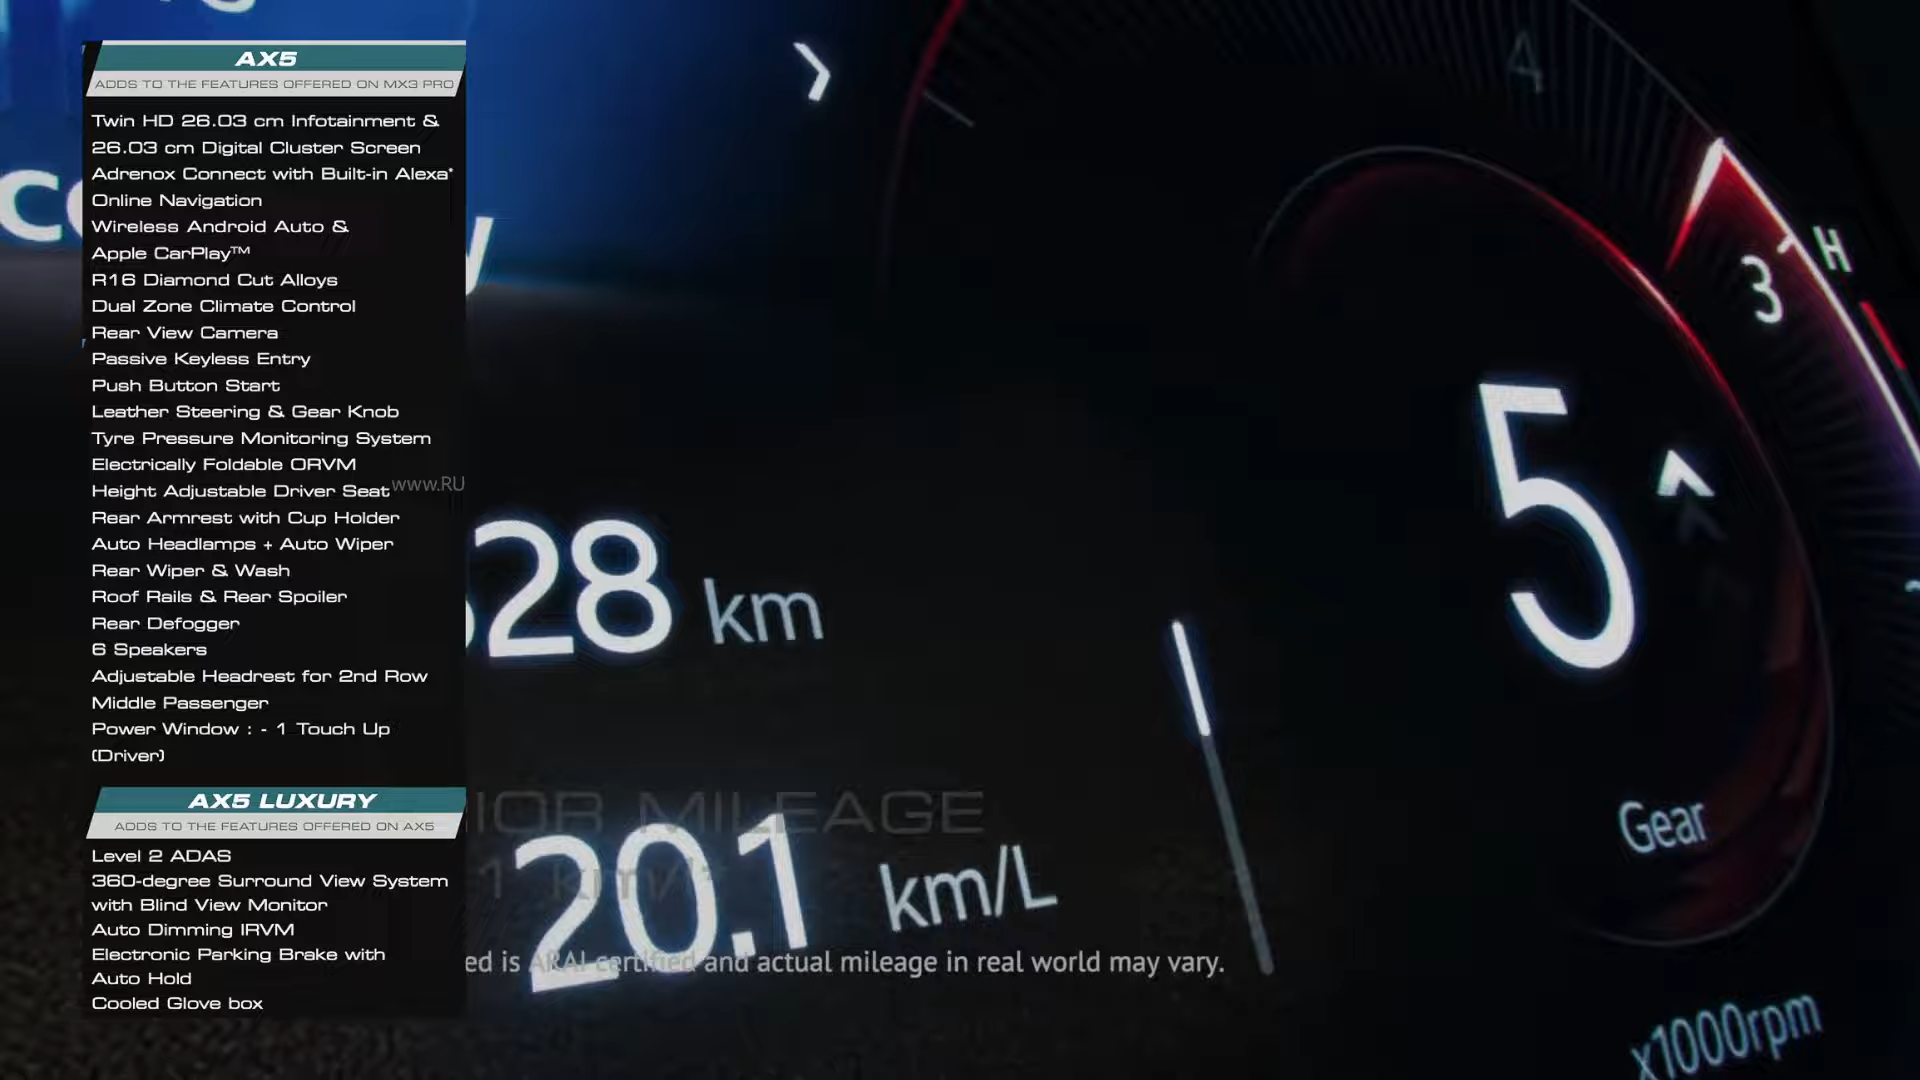 AX5
ADDS TO THE FEATURES OFFERED ON MX3 PRO
Twin HD 26.03 cm Infotainment &
26.03 cm Digital Cluster Screen
Adrenox Connect with Built-in Alexa*
Online Navigation
Wireless Android Auto &
Apple CarPlay™
R16 Diamond Cut Alloys
Dual Zone Climate Control
Rear View Camera
Passive Keyless Entry
Push Button Start
Leather Steering & Gear Knob
Tyre Pressure Monitoring System
Electrically Foldable ORVM
Height Adjustable Driver Seat
www.RU
Rear Armrest with Cup Holder
Auto Headlamps + Auto Wiper
Rear Wiper & Wash
Roof Rails & Rear Spoiler
Rear Defogger
6 Speakers
Adjustable Headrest for 2nd Row
Middle Passenger
Power Window : - 1 Touch Up
(Driver)
AX5 LUXURY
ADDS TO THE FEATURES OFFERED ON AX5
Level 2 ADAS
360-degree Surround View System
with Blind View Monitor
Auto Dimming IRVM
Electronic Parking Brake with
Auto Hold
Cooled Glove box
28 km
MILEAGE
20.1 km/L
is ARAI certified and actual mileage in real world may vary.
4
H
3
5
Gear
x1000rpm